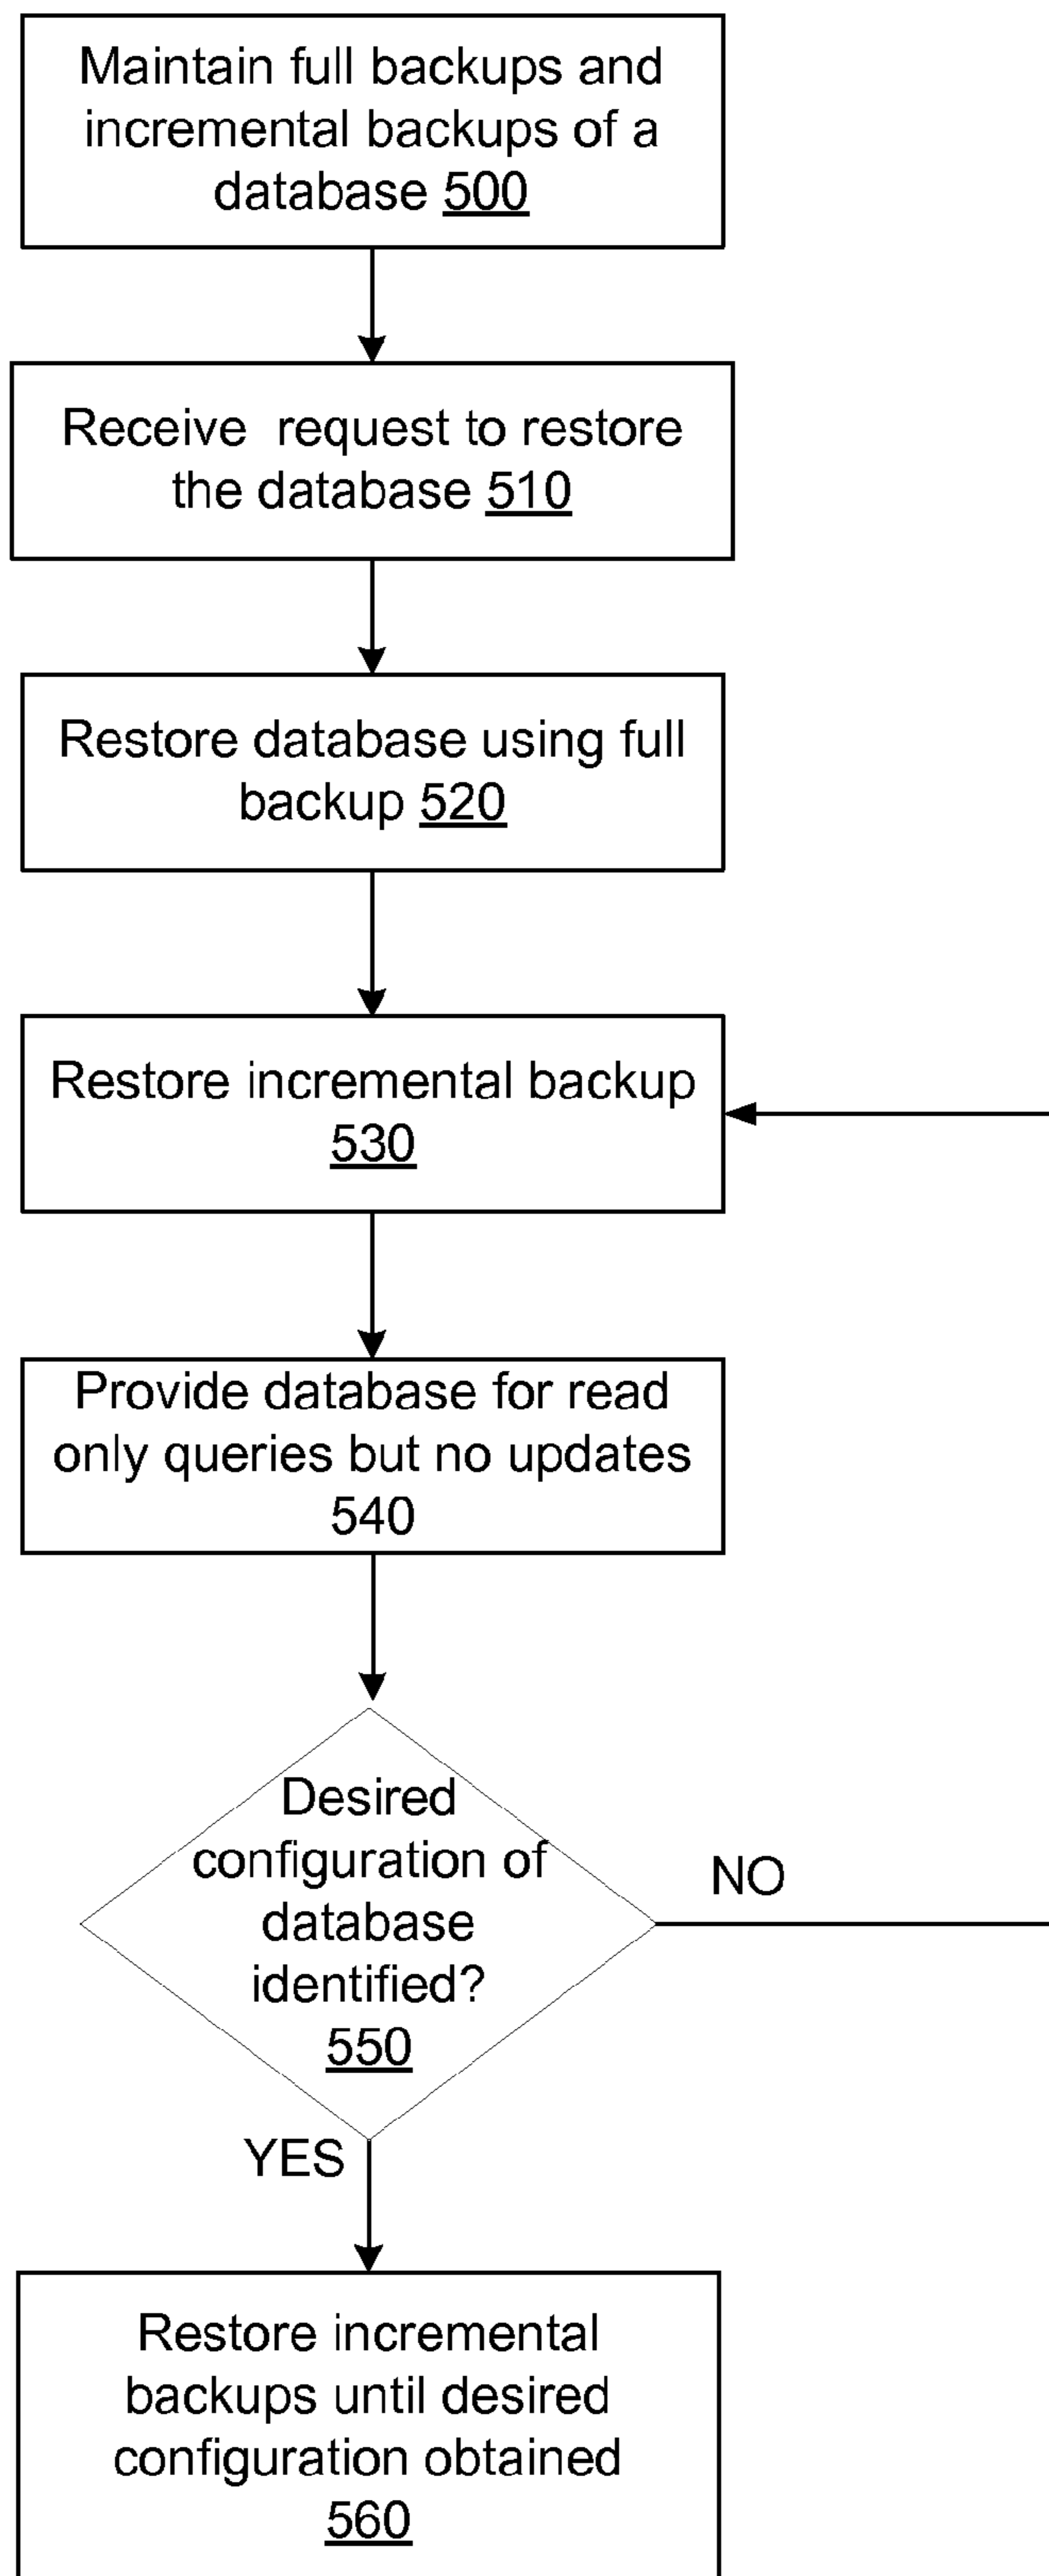 Maintain full backups and
incremental backups of a
database 500
Receive request to restore
the database 510
Restore database using full
backup 520
Restore incremental backup
530
Provide database for read
only queries but no updates
540
Desired
configuration of
database
identified?
550
NO
YES
Restore incremental
backups until desired
configuration obtained
560